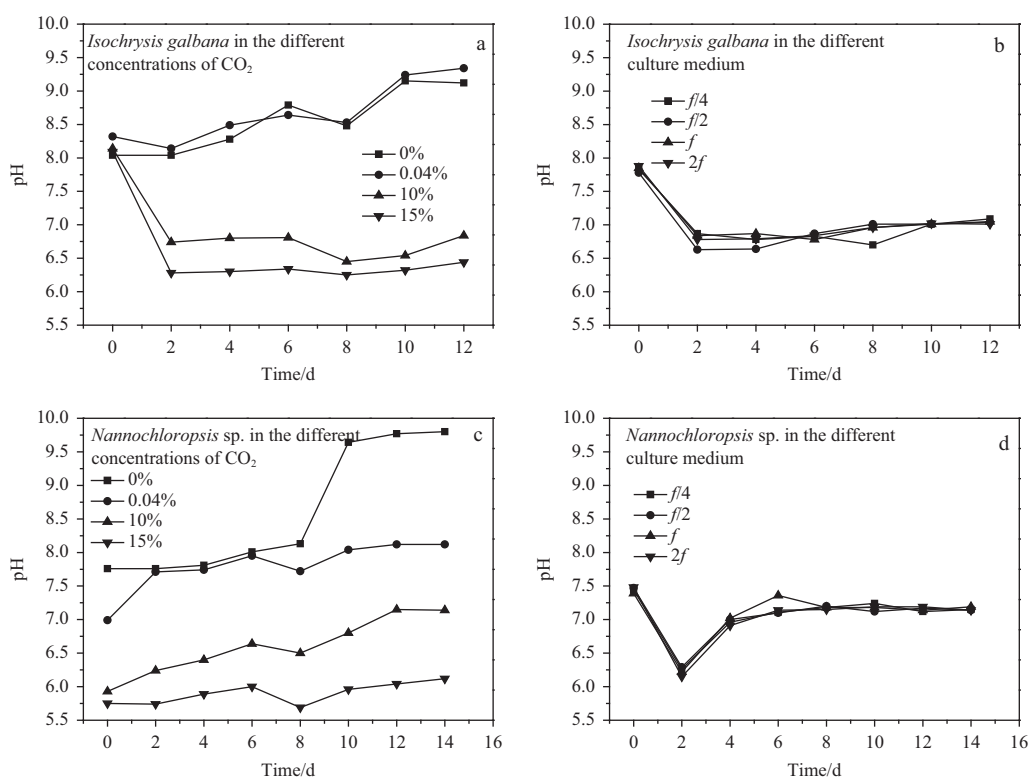 Isochrysis galbana in the different
concentrations of CO₂
a
0%
0.04%
10%
15%
pH
10.0
9.5
9.0
8.5
8.0
7.5
7.0
6.5
6.0
5.5
0 2 4 6 8 10 12
Time/d
Isochrysis galbana in the different
culture medium
b
f/4
f/2
f
2f
pH
10.0
9.5
9.0
8.5
8.0
7.5
7.0
6.5
6.0
5.5
0 2 4 6 8 10 12
Time/d
Nannochloropsis sp. in the different
concentrations of CO₂
c
0%
0.04%
10%
15%
pH
10.0
9.5
9.0
8.5
8.0
7.5
7.0
6.5
6.0
5.5
0 2 4 6 8 10 12 14 16
Time/d
Nannochloropsis sp. in the different
culture medium
d
f/4
f/2
f
2f
pH
10.0
9.5
9.0
8.5
8.0
7.5
7.0
6.5
6.0
5.5
0 2 4 6 8 10 12 14 16
Time/d